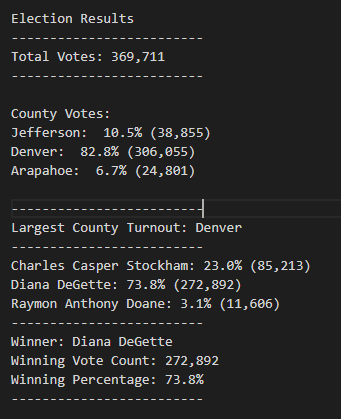 Election Results
-------------------------
Total Votes: 369,711
-------------------------
County Votes:
Jefferson:  10.5% (38,855)
Denver:  82.8% (306,055)
Arapahoe:  6.7% (24,801)
-------------------------
Largest County Turnout: Denver
-------------------------
Charles Casper Stockham: 23.0% (85,213)
Diana DeGette: 73.8% (272,892)
Raymon Anthony Doane: 3.1% (11,606)
-------------------------
Winner: Diana DeGette
Winning Vote Count: 272,892
Winning Percentage: 73.8%
-------------------------